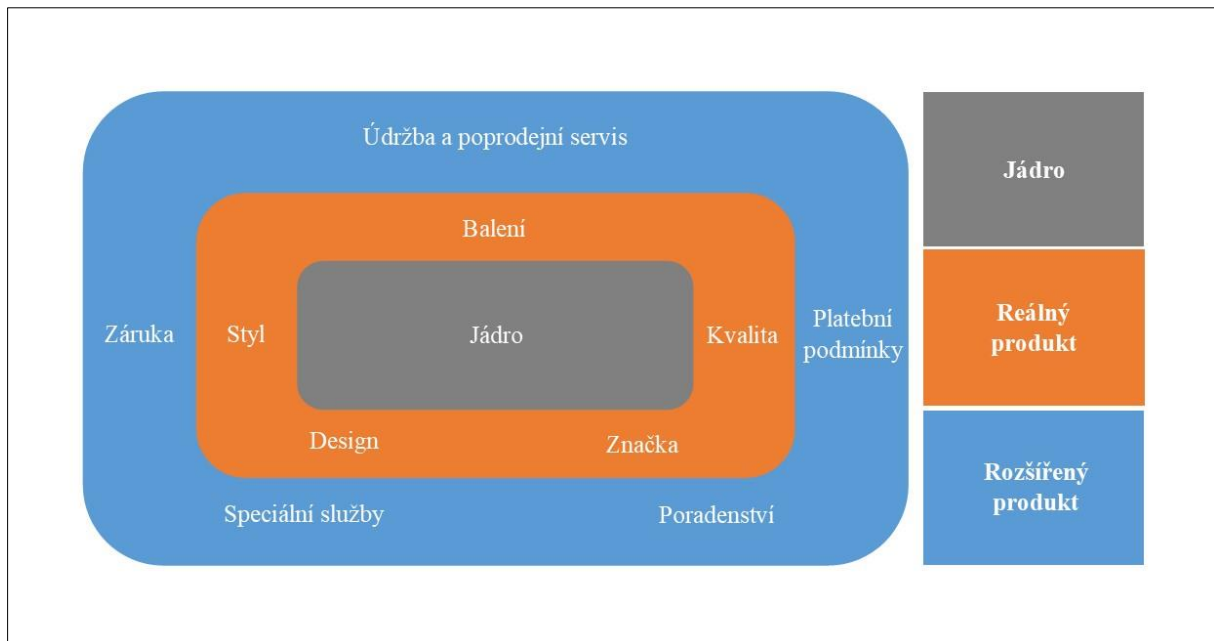 Údržba a poprodejní servis
Balení
Záruka
Styl
Jádro
Kvalita
Platební
podmínky
Design
Značka
Speciální služby
Poradenství
Jádro
Reálný
produkt
Rozšířený
produkt